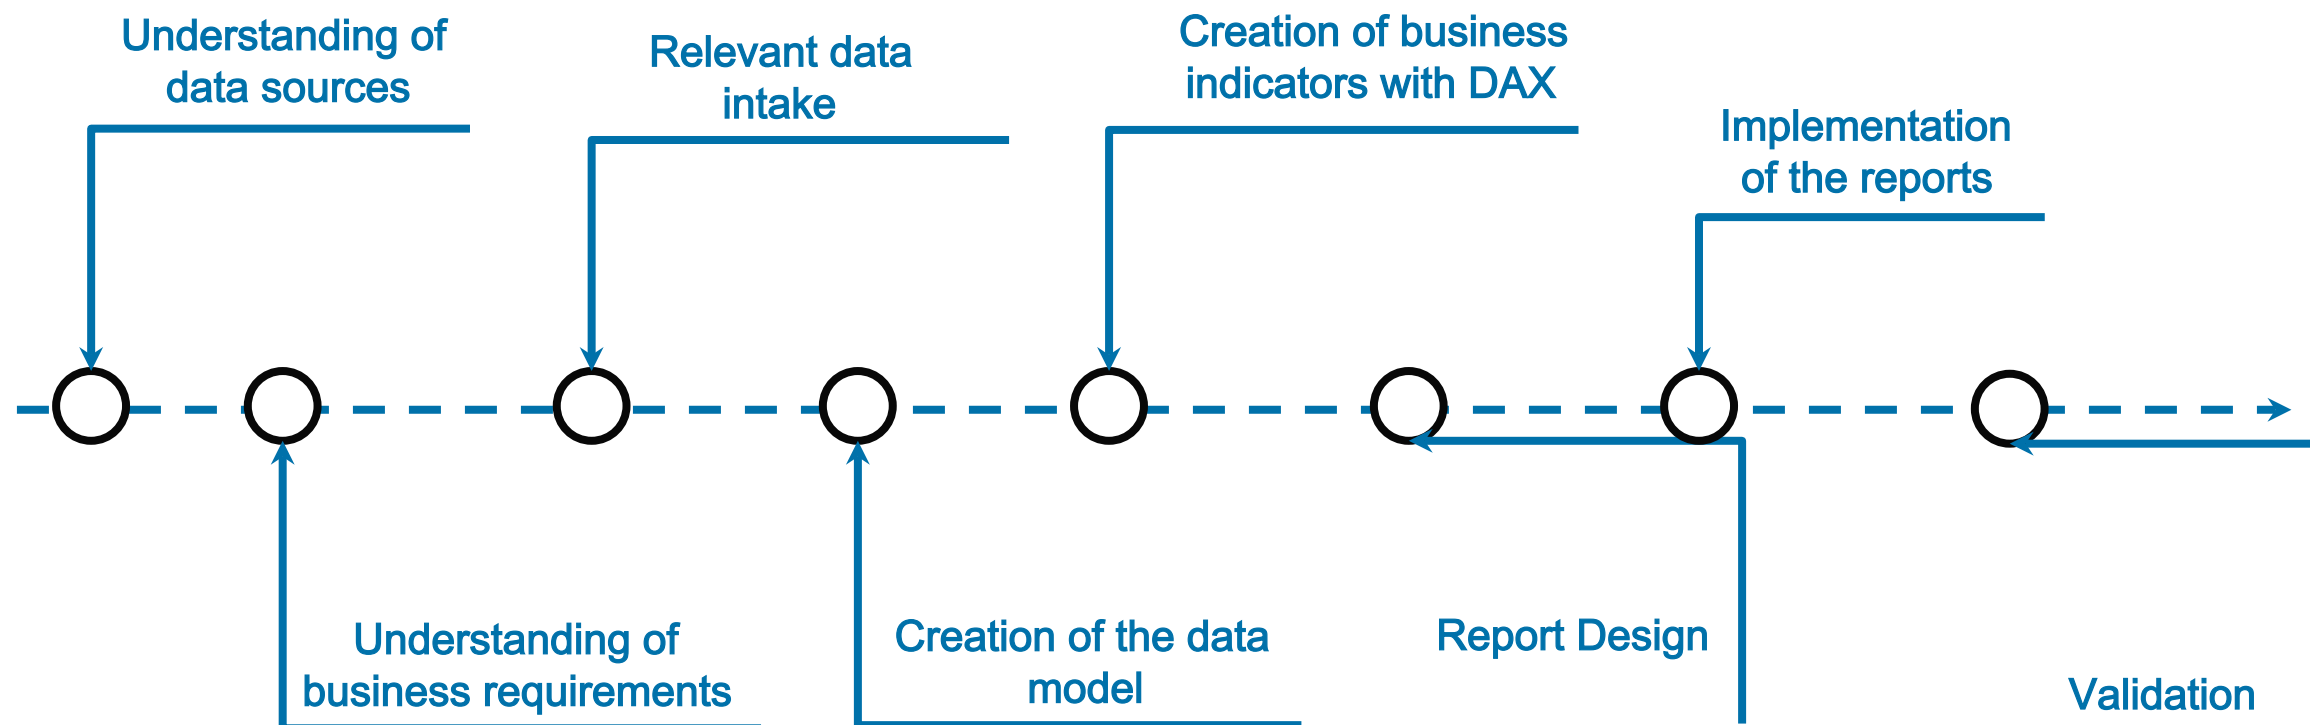 Understanding of
data sources
Relevant data
intake
Creation of business
indicators with DAX
Implementation
of the reports
Understanding of
business requirements
Creation of the data
model
Report Design
Validation